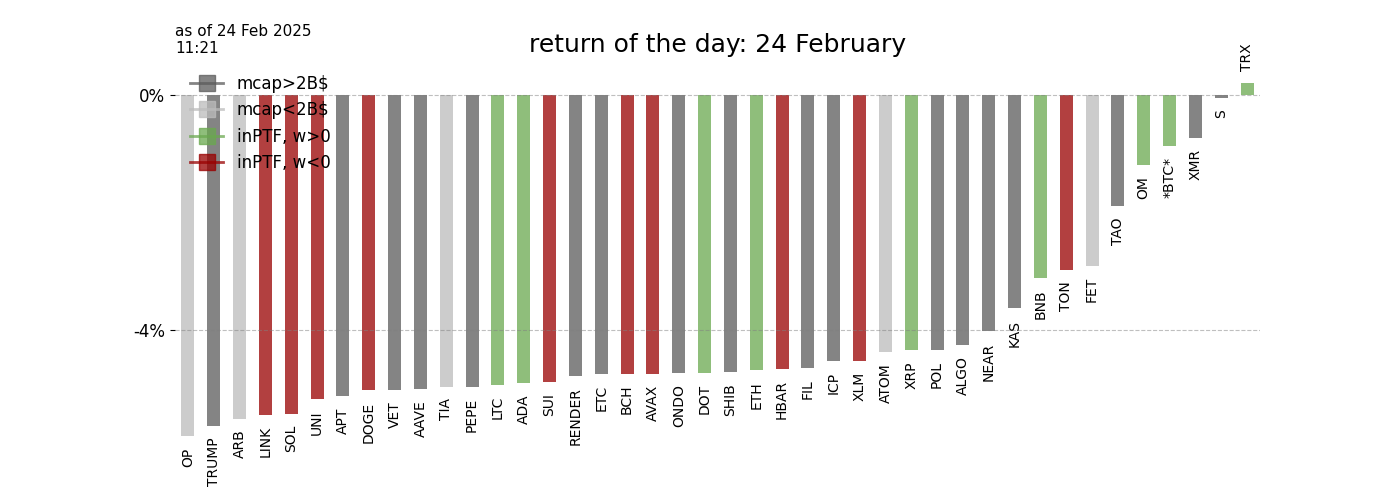 as of 24 Feb 2025
11:21
return of the day: 24 February
mcap>2B$
mcap<2B$
inPTF, w>0
inPTF, w<0
0%
-4%
OP
TRUMP
ARB
LINK
SOL
UNI
APT
DOGE
VET
AAVE
TIA
PEPE
LTC
ADA
SUI
RENDER
ETC
BCH
AVAX
ONDO
DOT
SHIB
ETH
HBAR
FIL
ICP
XLM
ATOM
XRP
POL
ALGO
NEAR
KAS
BNB
TON
FET
TAO
OM
*BTC*
XMR
S
TRX